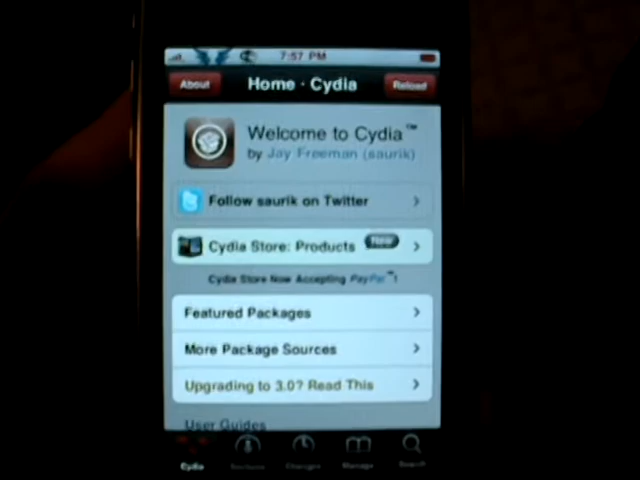 7:57 PM
About
Home · Cydia
Reload
Welcome to Cydia™
by Jay Freeman (saurik)
Follow saurik on Twitter
Cydia Store: Products New
Cydia Store Now Accepting PayPal™!
Featured Packages
More Package Sources
Upgrading to 3.0? Read This
User Guides
Cydia Sections Changes Manage Search